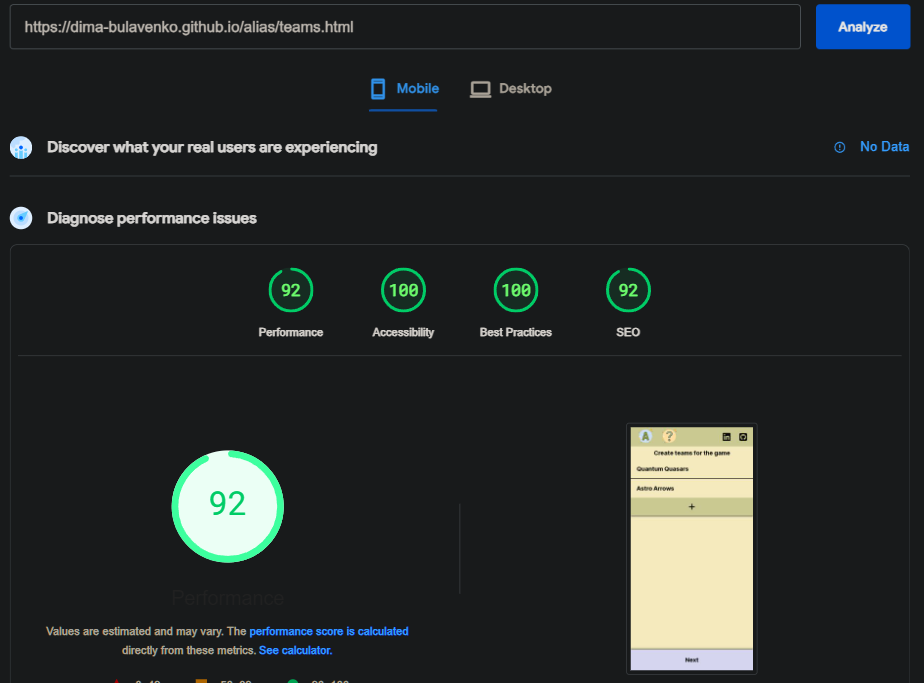 https://dima-bulavenko.github.io/alias/teams.html
Analyze
Mobile
Desktop
Discover what your real users are experiencing
No Data
Diagnose performance issues
92
100
100
92
Performance
Accessibility
Best Practices
SEO
92
Performance
Values are estimated and may vary. The performance score is calculated
directly from these metrics. See calculator.
A
?
Create teams for the game
Quantum Quasars
Astro Arrows
+
Next